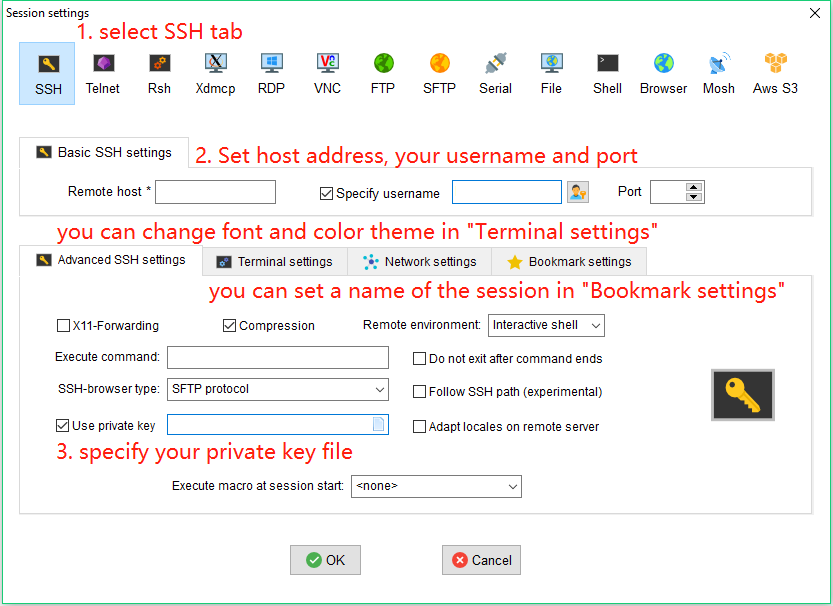 Session settings
1. select SSH tab
SSH Telnet Rsh Xdmcp RDP VNC FTP SFTP Serial File Shell Browser Mosh Aws S3
Basic SSH settings
2. Set host address, your username and port
Remote host * Specify username Port
you can change font and color theme in "Terminal settings"
Advanced SSH settings Terminal settings Network settings Bookmark settings
you can set a name of the session in "Bookmark settings"
X11-Forwarding Compression Remote environment: Interactive shell
Execute command: Do not exit after command ends
SSH-browser type: SFTP protocol Follow SSH path (experimental)
Use private key Adapt locales on remote server
3. specify your private key file
Execute macro at session start: <none>
OK Cancel